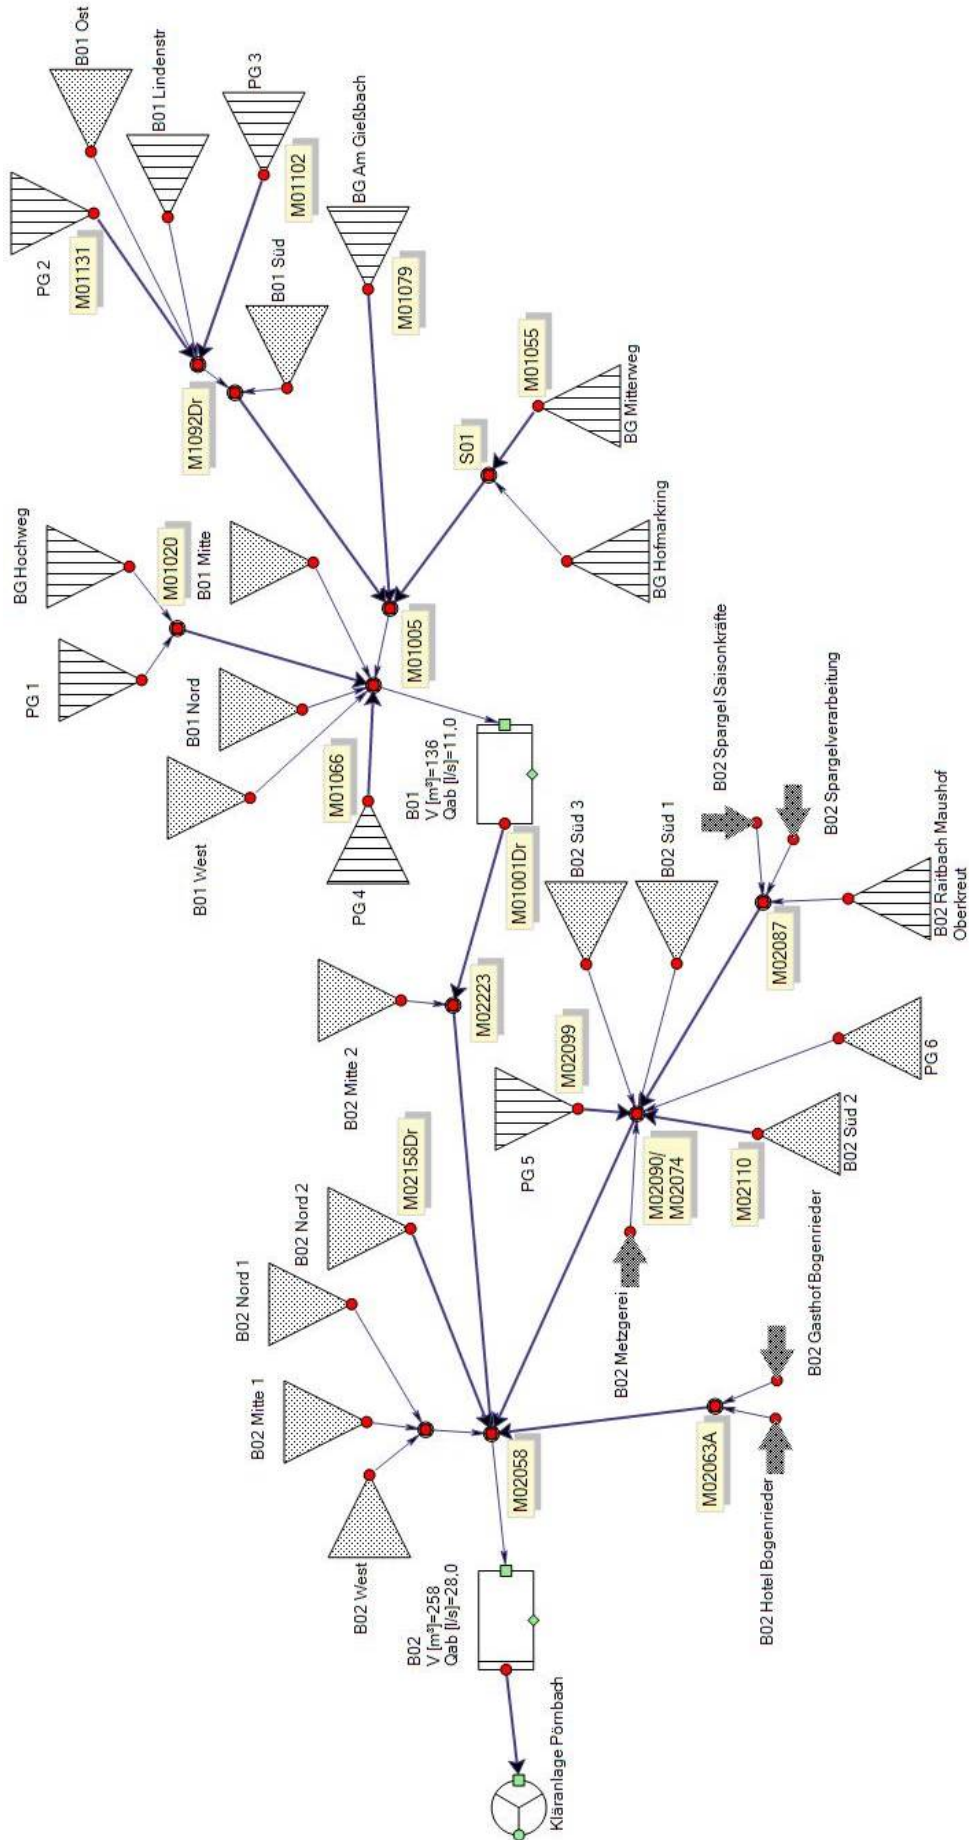 B01 Ost
B01 Lindenstr
PG 3
M01102
BG Am Gießbach
PG 2
M01131
B01 Süd
M01079
M1092Dr
M01055
BG Mitterweg
S01
BG Hochweg
M01020
B01 Mitte
BG Hofmarkring
PG 1
B01 Nord
M01005
B01 West
M01066
PG 4
B01
V [m³]=136
Qab [l/s]=11,0
M01001Dr
B02 Spargel Saisonkräfte
B02 Spargelverarbeitung
B02 Süd 3
B02 Süd 1
B02 Raitbach Maushof
Oberkreut
M02087
B02 Mitte 2
M02223
M02099
PG 5
PG 6
M02090/
M02074
M02110
B02 Süd 2
M02158Dr
B02 Nord 2
B02 Nord 1
B02 Metzgerei
B02 Gasthof Bogenrieder
B02 Mitte 1
M02058
M02063A
B02 Hotel Bogenrieder
B02 West
B02
V [m³]=258
Qab [l/s]=28,0
Kläranlage Pörnbach